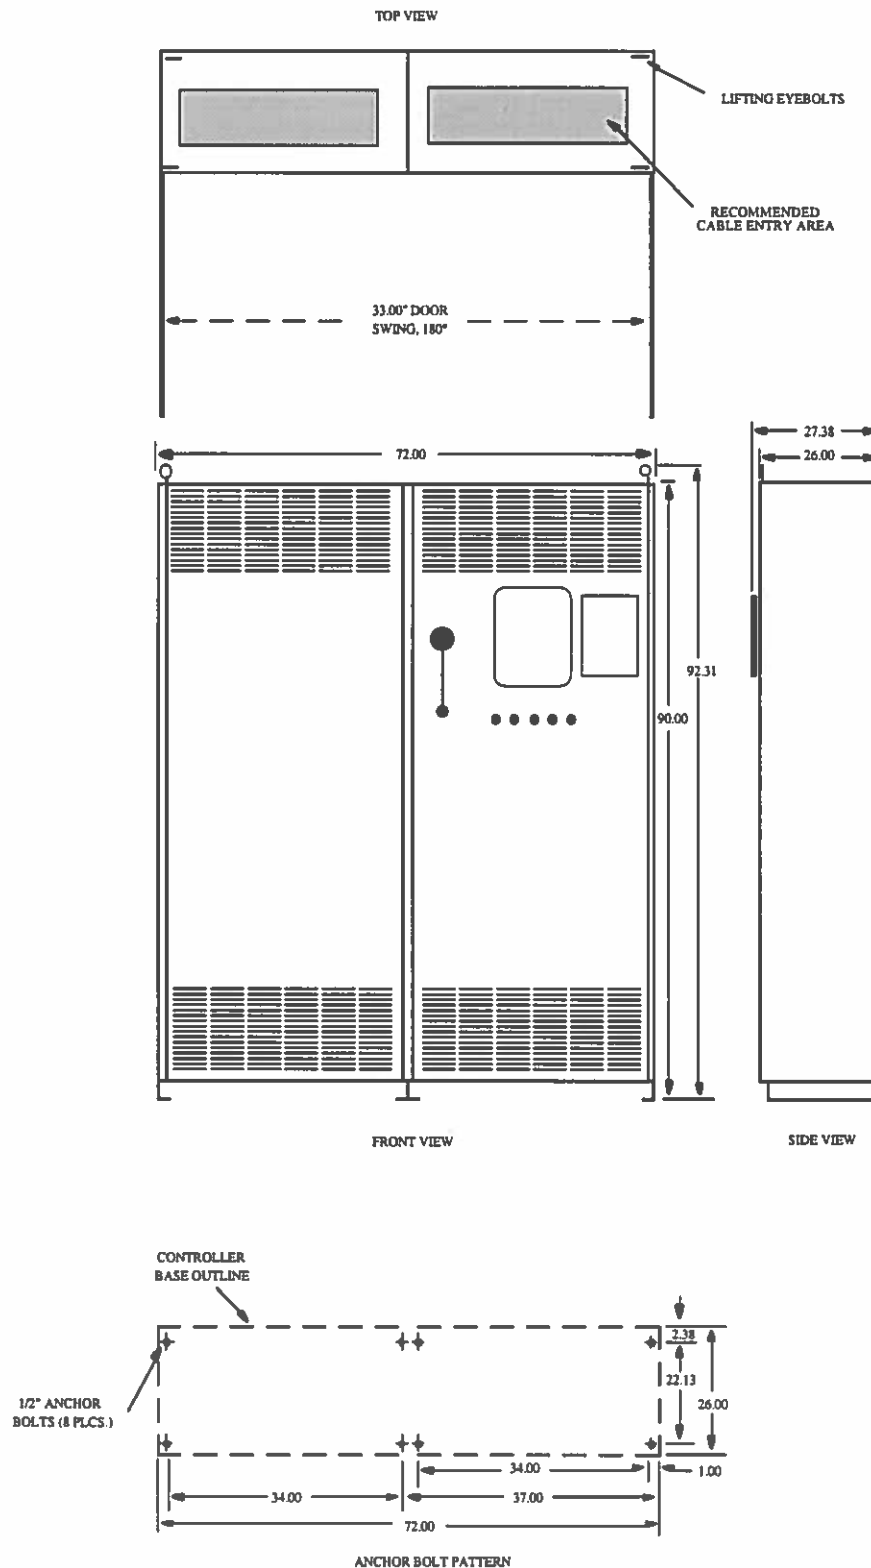 TOP VIEW
LIFTING EYEBOLTS
RECOMMENDED
CABLE ENTRY AREA
33.00" DOOR
SWING, 180°
72.00
27.38
26.00
92.31
90.00
FRONT VIEW
SIDE VIEW
CONTROLLER
BASE OUTLINE
2.38
22.13
26.00
1/2" ANCHOR
BOLTS (8 PLCS.)
34.00
1.00
34.00
37.00
72.00
ANCHOR BOLT PATTERN